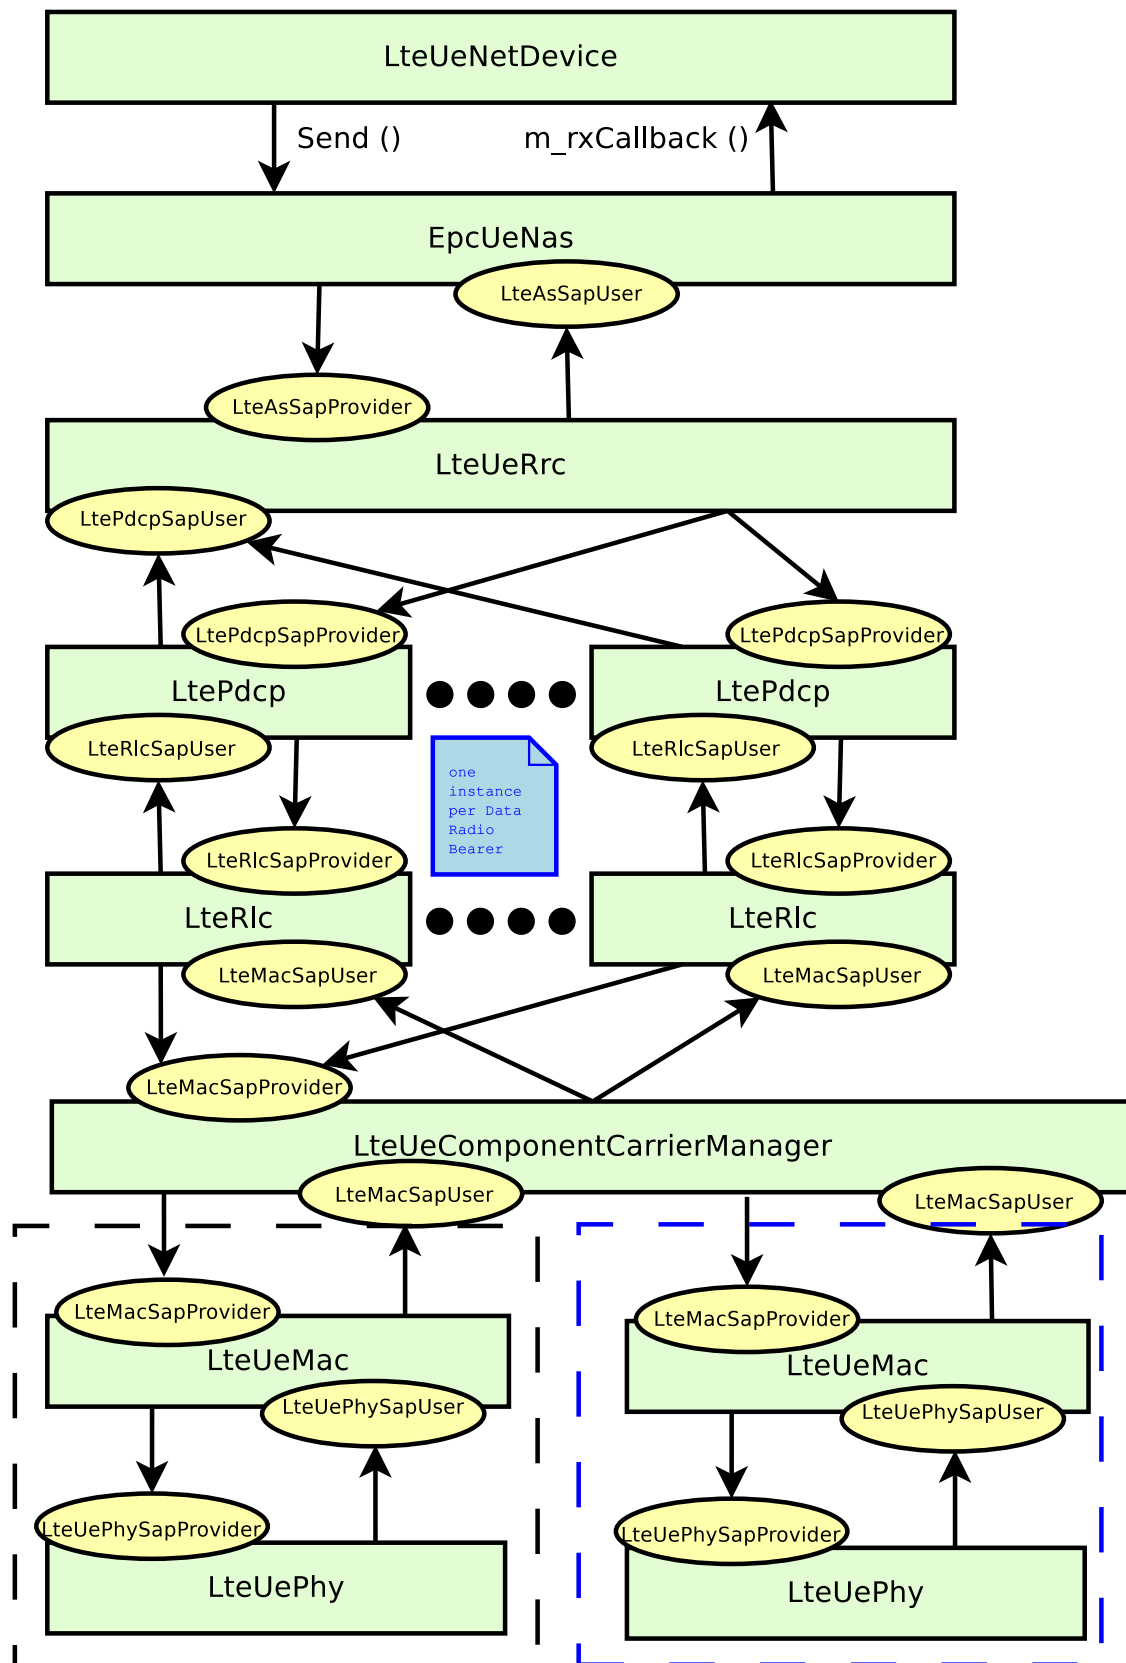 LteUeNetDevice
Send ()
m_rxCallback ()
EpcUeNas
LteAsSapUser
LteAsSapProvider
LteUeRrc
LtePdcpSapUser
LtePdcpSapProvider
LtePdcpSapProvider
LtePdcp
LtePdcp
LteRlcSapUser
LteRlcSapUser
one
instance
per Data
Radio
Bearer
LteRlcSapProvider
LteRlcSapProvider
LteRlc
LteRlc
LteMacSapUser
LteMacSapUser
LteMacSapProvider
LteUeComponentCarrierManager
LteMacSapUser
LteMacSapUser
LteMacSapProvider
LteMacSapProvider
LteUeMac
LteUeMac
LteUePhySapUser
LteUePhySapUser
LteUePhySapProvider
LteUePhySapProvider
LteUePhy
LteUePhy